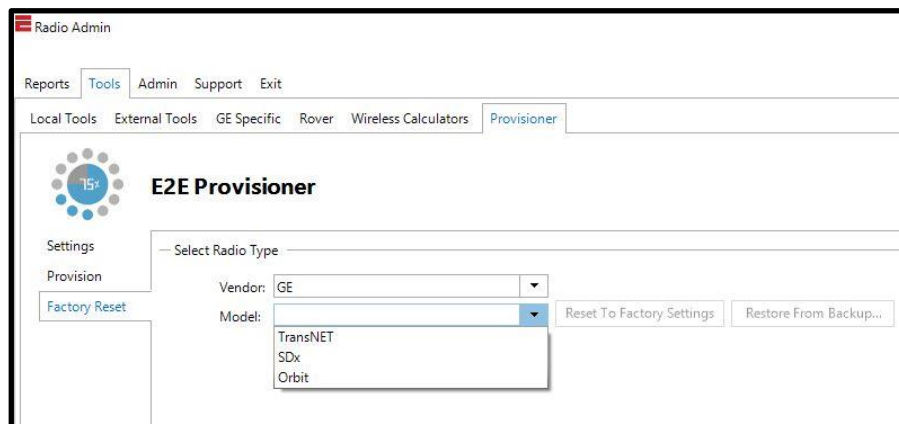 Radio Admin
Reports Tools Admin Support Exit
Local Tools External Tools GE Specific Rover Wireless Calculators Provisioner
75%
E2E Provisioner
Settings
Provision
Factory Reset
Select Radio Type
Vendor: GE
Model:
Reset To Factory Settings Restore From Backup...
TransNET
SDx
Orbit